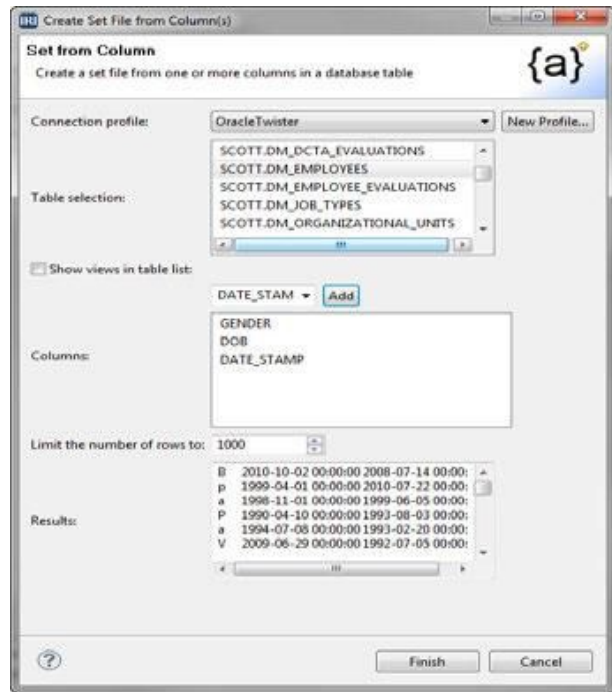 IRI Create Set File from Column(s)
Set from Column
Create a set file from one or more columns in a database table
{a}
Connection profile:
OracleTwister
New Profile...
Table selection:
SCOTT.DM_DCTA_EVALUATIONS
SCOTT.DM_EMPLOYEES
SCOTT.DM_EMPLOYEE_EVALUATIONS
SCOTT.DM_JOB_TYPES
SCOTT.DM_ORGANIZATIONAL_UNITS
Show views in table list:
DATE_STAM
Add
Columns:
GENDER
DOB
DATE_STAMP
Limit the number of rows to: 1000
Results:
B 2010-10-02 00:00:00 2008-07-14 00:00:
p 1999-04-01 00:00:00 2010-07-22 00:00:
a 1998-11-01 00:00:00 1999-06-05 00:00:
P 1990-04-10 00:00:00 1993-08-03 00:00:
a 1994-07-08 00:00:00 1993-02-20 00:00:
V 2009-06-29 00:00:00 1992-07-05 00:00:
?
Finish
Cancel